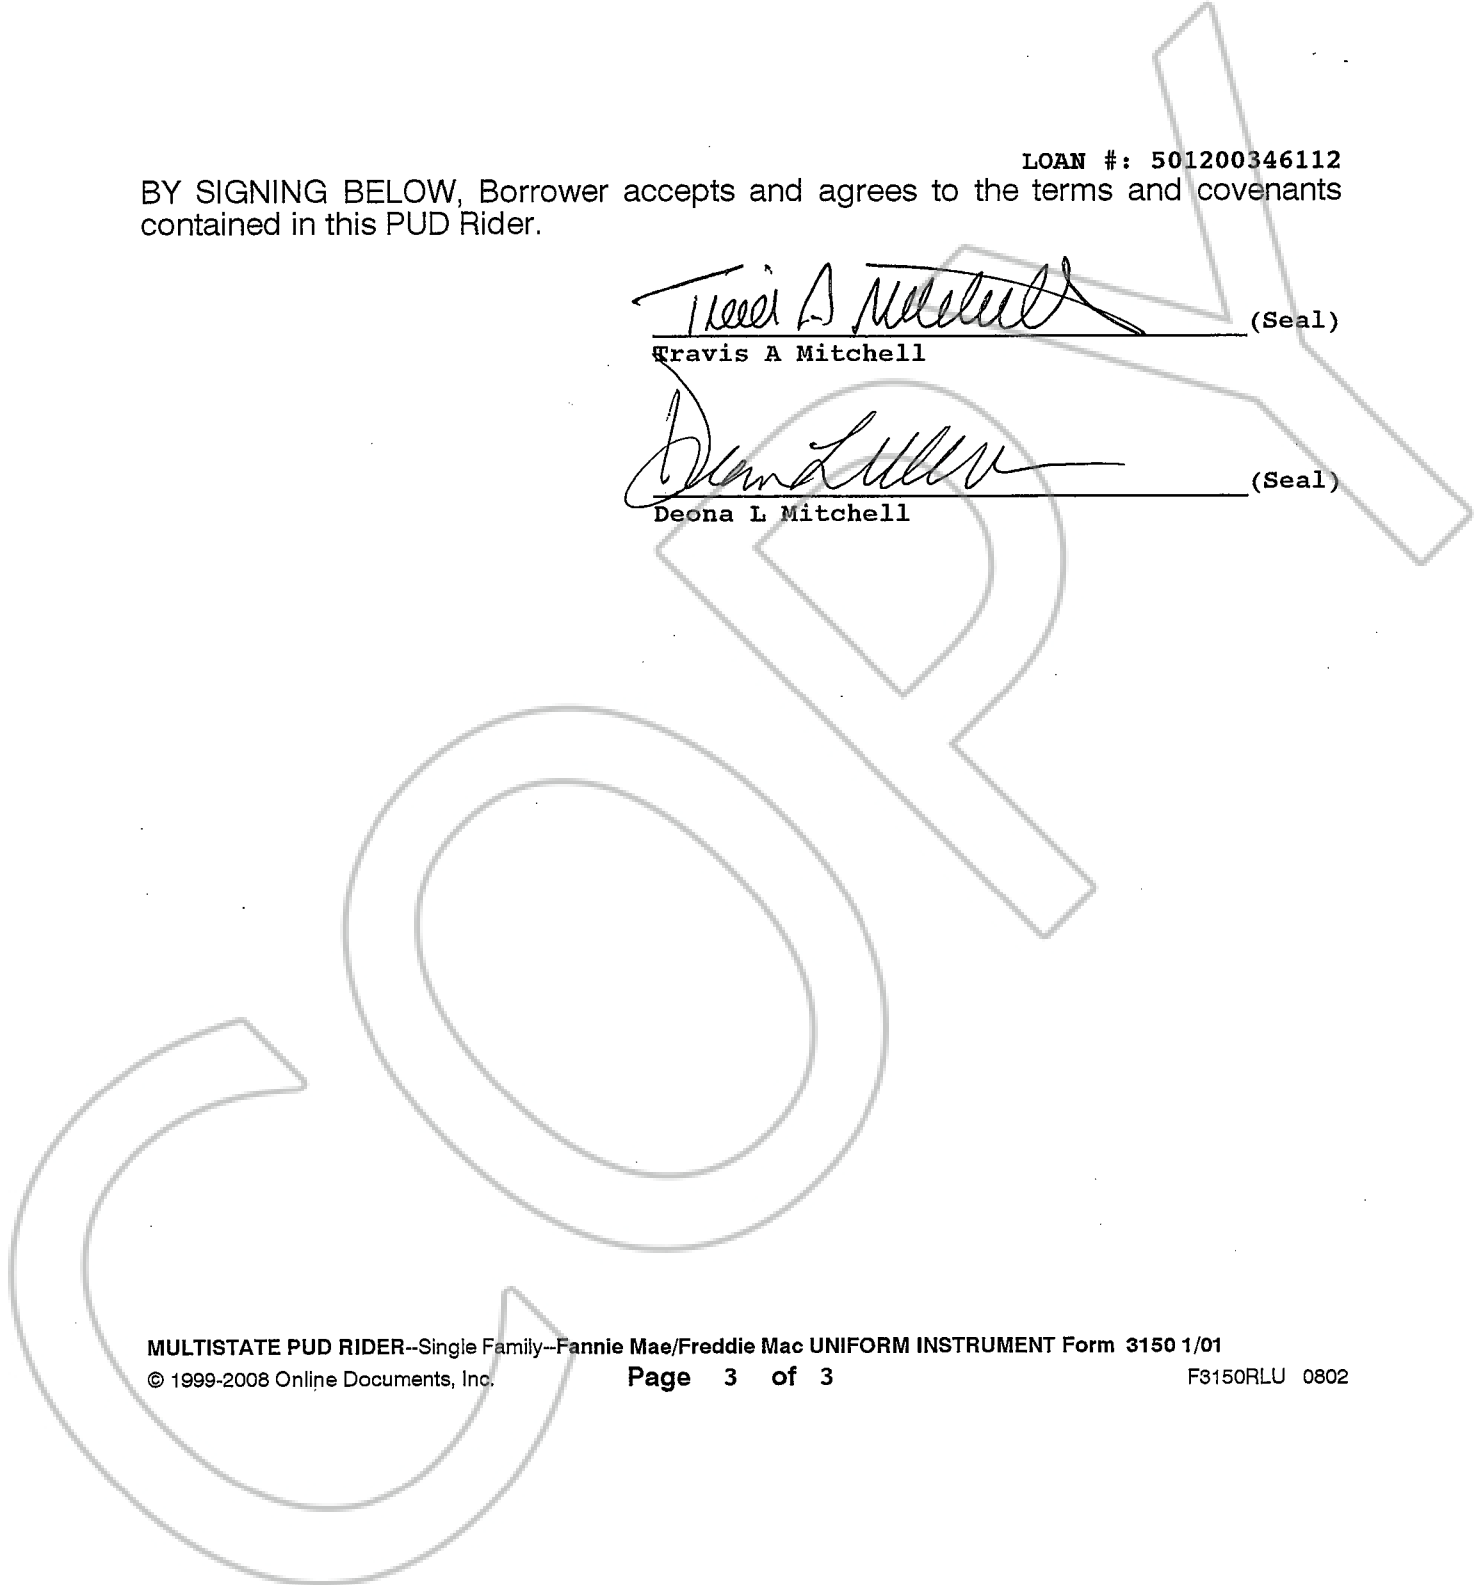 LOAN #: 501200346112
BY SIGNING BELOW, Borrower accepts and agrees to the terms and covenants
contained in this PUD Rider.
Travis A Mitchell
(Seal)
Travis A Mitchell
(Seal)
Deona L Mitchell
MULTISTATE PUD RIDER--Single Family--Fannie Mae/Freddie Mac UNIFORM INSTRUMENT Form 3150 1/01
© 1999-2008 Online Documents, Inc. Page 3 of 3 F3150RLU 0802
COPY